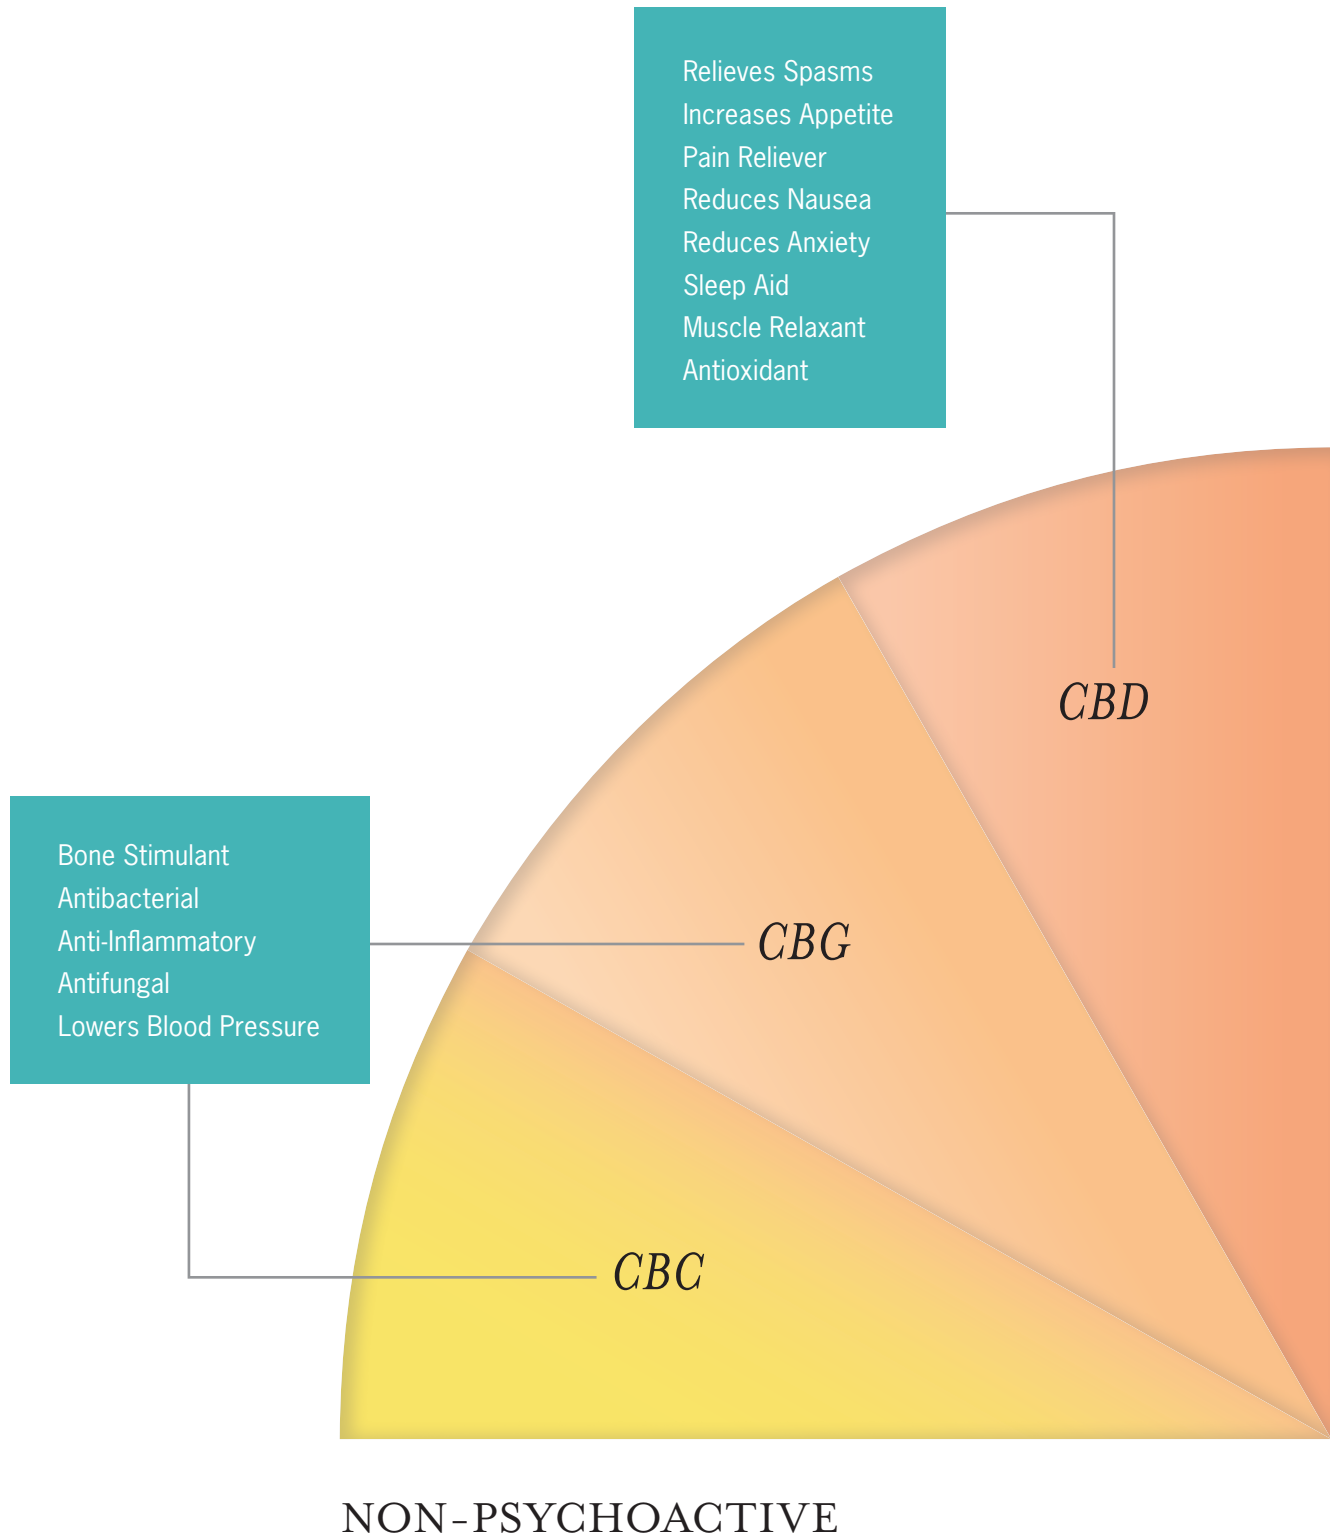 Relieves Spasms
Increases Appetite
Pain Reliever
Reduces Nausea
Reduces Anxiety
Sleep Aid
Muscle Relaxant
Antioxidant
CBD
Bone Stimulant
Antibacterial
Anti-Inflammatory
Antifungal
Lowers Blood Pressure
CBG
CBC
NON-PSYCHOACTIVE